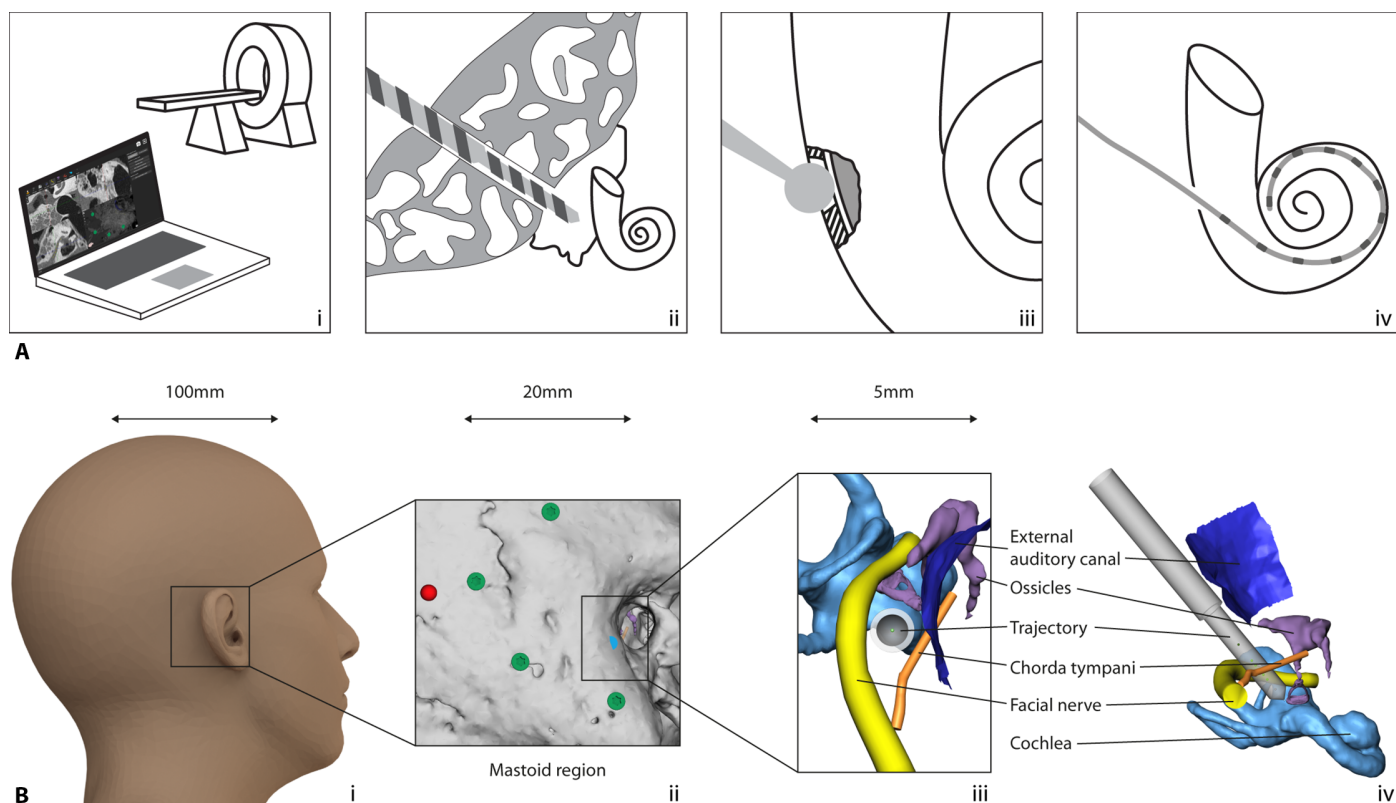 i
ii
iii
iv
A
100mm
20mm
5mm
External
auditory canal
Ossicles
Trajectory
Chorda tympani
Facial nerve
Cochlea
Mastoid region
B
i
ii
iii
iv